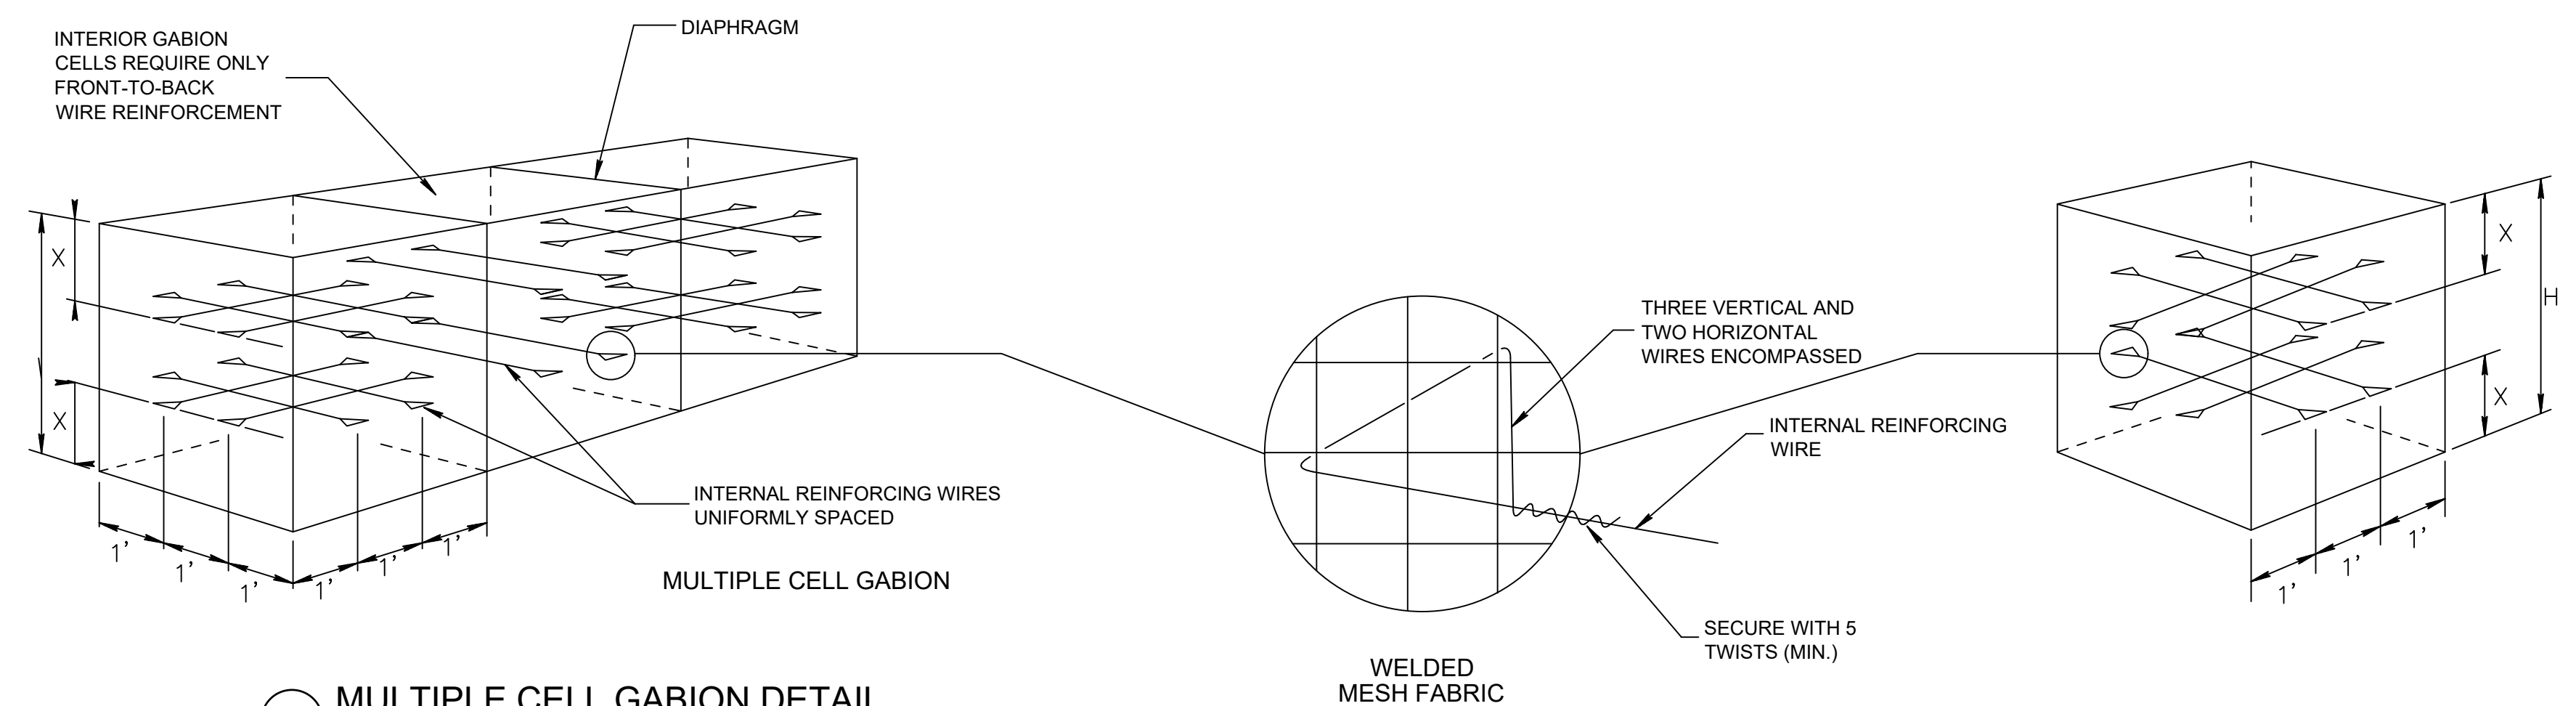 INTERIOR GABION
CELLS REQUIRE ONLY
FRONT-TO-BACK
WIRE REINFORCEMENT
DIAPHRAGM
X
X
1'
1'
1'
1'
1'
1'
INTERNAL REINFORCING WIRES
UNIFORMLY SPACED
MULTIPLE CELL GABION
MULTIPLE CELL GABION DETAIL
THREE VERTICAL AND
TWO HORIZONTAL
WIRES ENCOMPASSED
INTERNAL REINFORCING
WIRE
SECURE WITH 5
TWISTS (MIN.)
WELDED
MESH FABRIC
X
H
X
1'
1'
1'